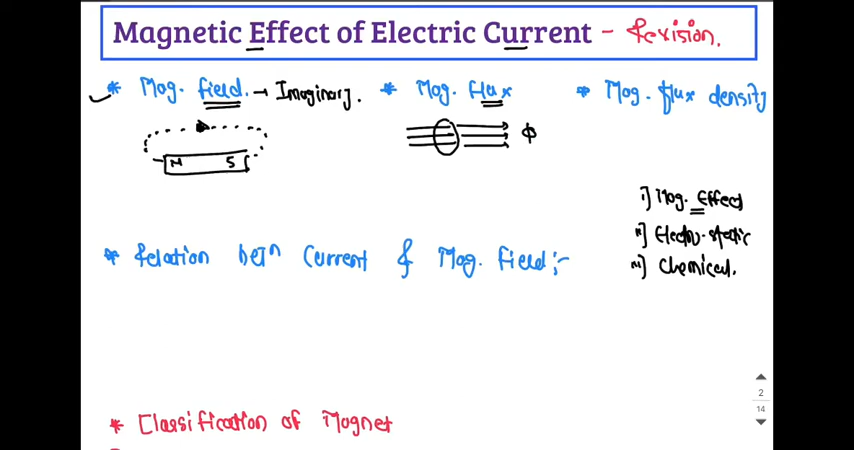 Magnetic Effect of Electric Current - Revision.
* Mag. field. → Imaginary. * Mag. flux * Mag. flux density
ϕ
N S
i) Mag. Effect
ii) Electro-static
iii) Chemical.
* Relation betn Current & Mag. field :-
2
14
* Classification of Magnet